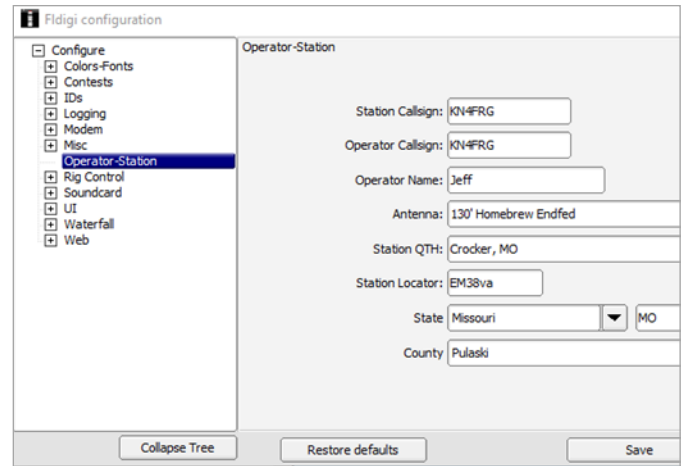 Fldigi configuration
Configure
Colors-Fonts
Contests
IDs
Logging
Modem
Misc
Operator-Station
Rig Control
Soundcard
UI
Waterfall
Web
Collapse Tree
Operator-Station
Station Callsign: KN4FRG
Operator Callsign: KN4FRG
Operator Name: Jeff
Antenna: 130' Homebrew Endfed
Station QTH: Crocker, MO
Station Locator: EM38va
State Missouri MO
County Pulaski
Restore defaults Save